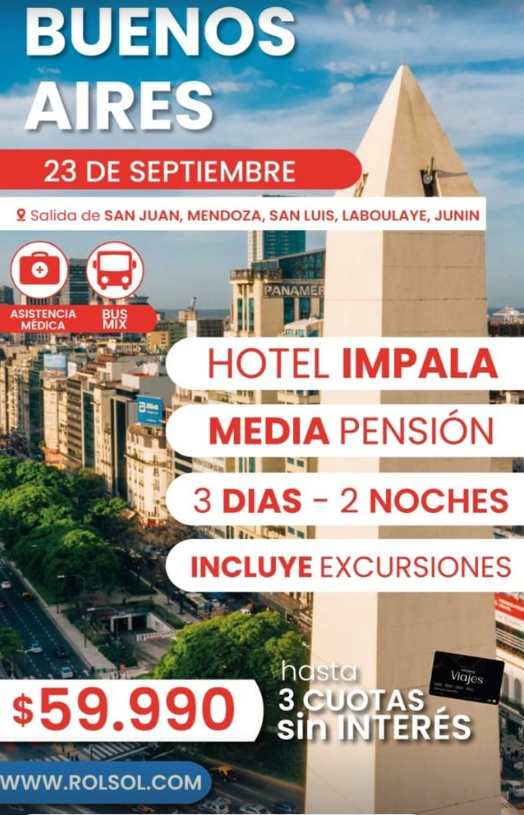 BUENOS
AIRES
23 DE SEPTIEMBRE
Salida de SAN JUAN, MENDOZA, SAN LUIS, LABOULAYE, JUNIN
ASISTENCIA
MÉDICA
BUS
MIX
PANAMER
HOTEL IMPALA
MEDIA PENSIÓN
3 DIAS - 2 NOCHES
INCLUYE EXCURSIONES
$59.990
hasta
3 CUOTAS
sin INTERÉS
Viajes
WWW.ROLSOL.COM